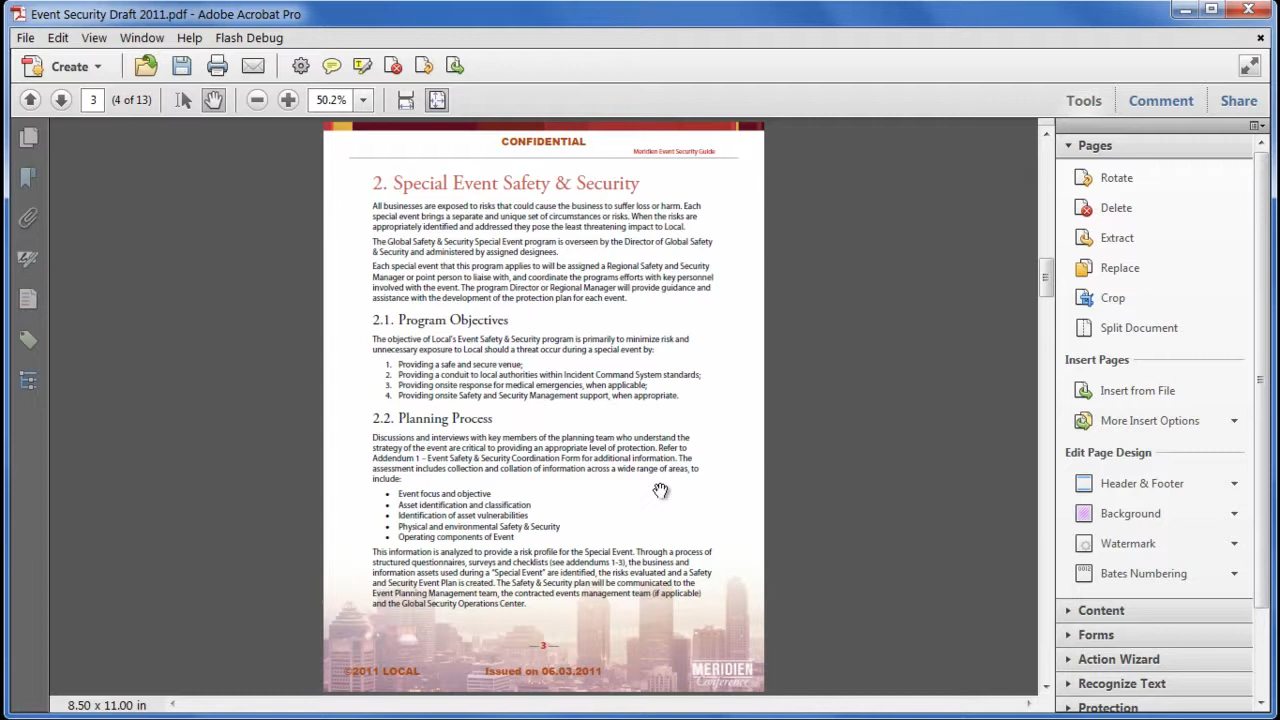 Event Security Draft 2011.pdf - Adobe Acrobat Pro
File Edit View Window Help Flash Debug
Create
3 (4 of 13) 50.2% Tools Comment Share
CONFIDENTIAL
Meridien Event Security Guide
2. Special Event Safety & Security
All businesses are exposed to risks that could cause the business to suffer loss or harm. Each
special event brings a separate and unique set of circumstances or risks. When the risks are
appropriately identified and addressed they pose the least threatening impact to Local.
The Global Safety & Security Special Event program is overseen by the Director of Global Safety
& Security and administered by assigned designees.
Each special event that this program applies to will be assigned a Regional Safety and Security
Manager or point person to liaise with, and coordinate the programs efforts with key personnel
involved with the event. The program Director or Regional Manager will provide guidance and
assistance with the development of the protection plan for each event.
2.1. Program Objectives
The objective of Local's Event Safety & Security program is primarily to minimize risk and
unnecessary exposure to Local should a threat occur during a special event by:
1. Providing a safe and secure venue;
2. Providing a conduit to local authorities within Incident Command System standards;
3. Providing onsite response for medical emergencies, when applicable;
4. Providing onsite Safety and Security Management support, when appropriate.
2.2. Planning Process
Discussions and interviews with key members of the planning team who understand the
strategy of the event are critical to providing an appropriate level of protection. Refer to
Addendum 1 – Event Safety & Security Coordination Form for additional information. The
assessment includes collection and collation of information across a wide range of areas, to
include:
• Event focus and objective
• Asset identification and classification
• Identification of asset vulnerabilities
• Physical and environmental Safety & Security
• Operating components of Event
This information is analyzed to provide a risk profile for the Special Event. Through a process of
structured questionnaires, surveys and checklists (see addendums 1-3), the business and
information assets used during a "Special Event" are identified, the risks evaluated and a Safety
and Security Event Plan is created. The Safety & Security plan will be communicated to the
Event Planning Management team, the contracted events management team (if applicable)
and the Global Security Operations Center.
— 3 —
©2011 LOCAL Issued on 06.03.2011
MERIDIEN
Conference
8.50 x 11.00 in
Pages
Rotate
Delete
Extract
Replace
Crop
Split Document
Insert Pages
Insert from File
More Insert Options
Edit Page Design
Header & Footer
Background
Watermark
Bates Numbering
Content
Forms
Action Wizard
Recognize Text
Protection